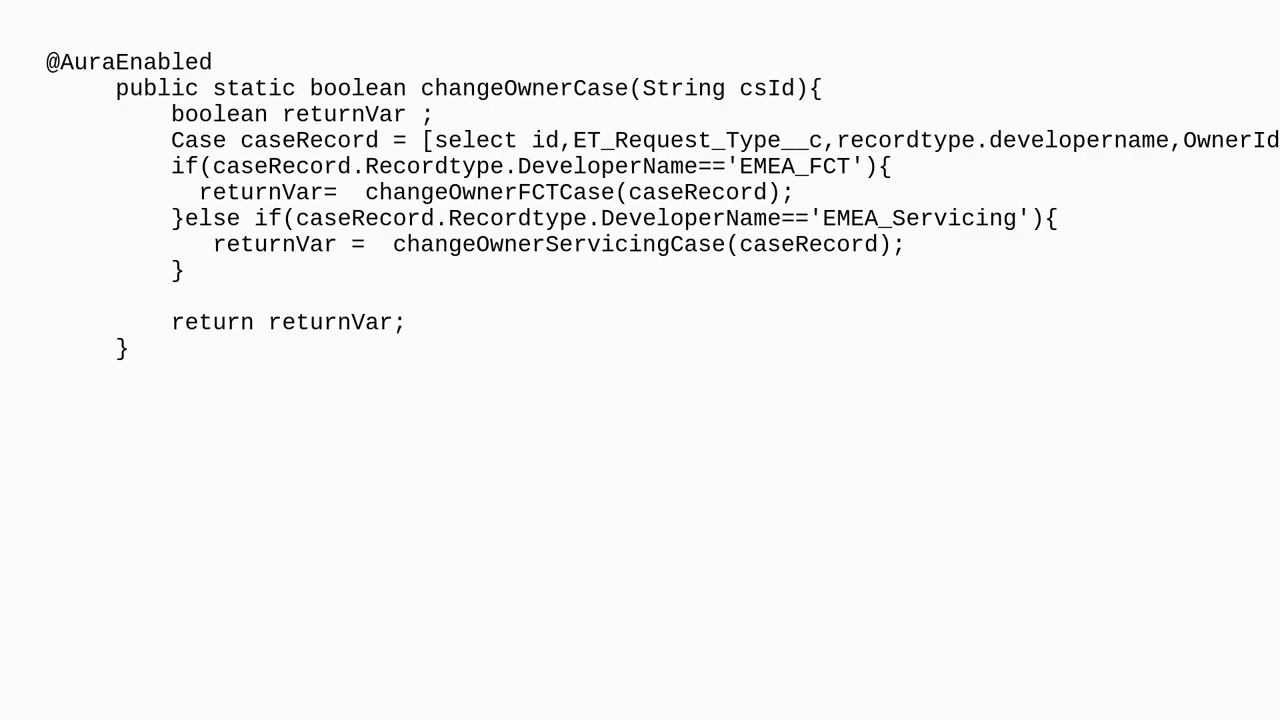 @AuraEnabled
     public static boolean changeOwnerCase(String csId){
         boolean returnVar ;
         Case caseRecord = [select id,ET_Request_Type__c,recordtype.developername,OwnerId
         if(caseRecord.Recordtype.DeveloperName=='EMEA_FCT'){
           returnVar=  changeOwnerFCTCase(caseRecord);
         }else if(caseRecord.Recordtype.DeveloperName=='EMEA_Servicing'){
            returnVar =  changeOwnerServicingCase(caseRecord);
         }

         return returnVar;
     }